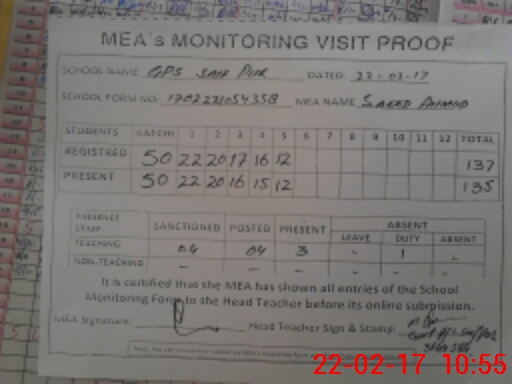 MEA's MONITORING VISIT PROOF
SCHOOL NAME GPS Saif Pur DATED: 22-02-17
SCHOOL FORM NO: 1702221054358 MEA NAME Saeed Ahmad
STUDENTS KATCHI 1 2 3 4 5 6 7 8 9 10 11 12 TOTAL
REGISTRED 50 22 20 17 16 12 137
PRESENT 50 22 20 16 15 12 135
PRESENCE SANCTIONED POSTED PRESENT ABSENT
STAFF LEAVE DUTY ABSENT
TEACHING 04 04 3 - 1 -
NON-TEACHING - - - - - -
It is certified that the MEA has shown all entries of the School
Monitoring Form to the Head Teacher before its online submission.
MEA Signature: Head Teacher Sign & Stamp:
22-02-17 10:55